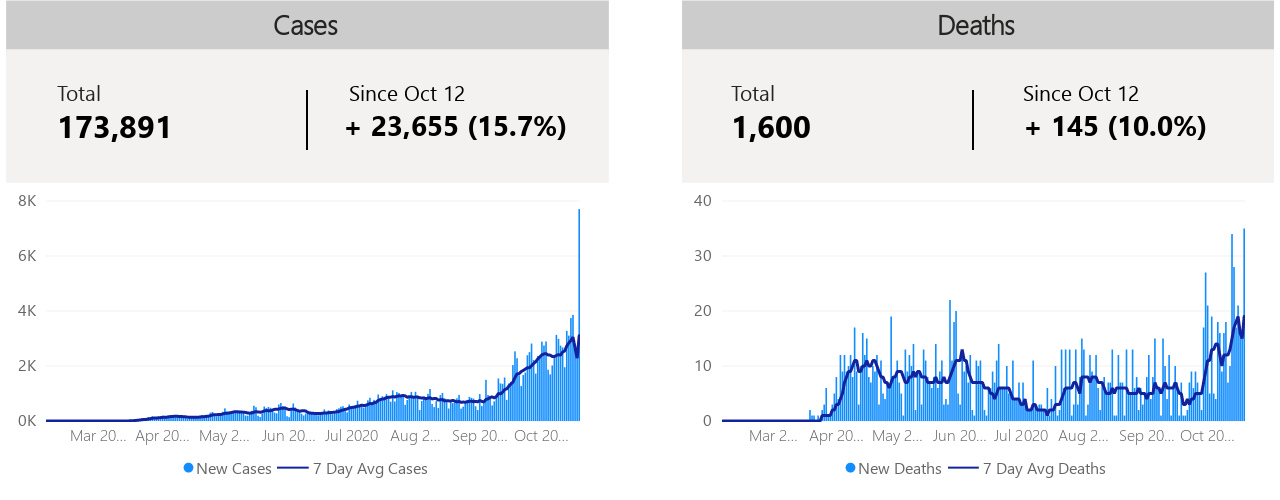 Cases
Total
173,891
Since Oct 12
+ 23,655 (15.7%)
8K
6K
4K
2K
0K
Mar 20... Apr 20... May 2... Jun 20... Jul 2020 Aug 2... Sep 20... Oct 20...
New Cases 7 Day Avg Cases
Deaths
Total
1,600
Since Oct 12
+ 145 (10.0%)
40
30
20
10
0
Mar 2... Apr 20... May 2... Jun 20... Jul 2020 Aug 2... Sep 20... Oct 20...
New Deaths 7 Day Avg Deaths